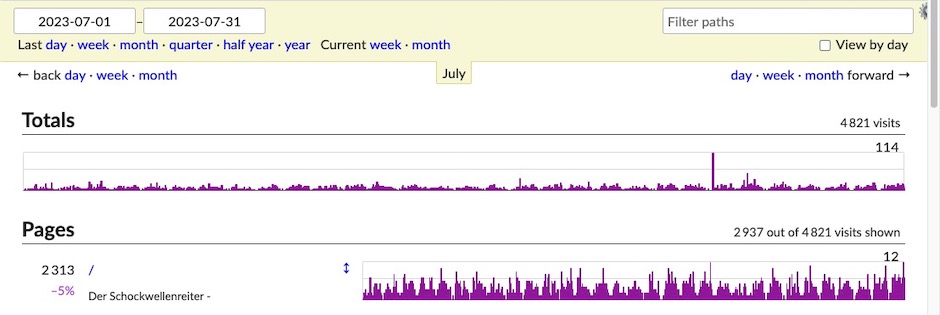 2023-07-01 – 2023-07-31 Filter paths
Last day · week · month · quarter · half year · year Current week · month View by day
← back day · week · month July day · week · month forward →
Totals 4 821 visits
114
Pages 2 937 out of 4 821 visits shown
12
2 313 / ↕
–5% Der Schockwellenreiter -